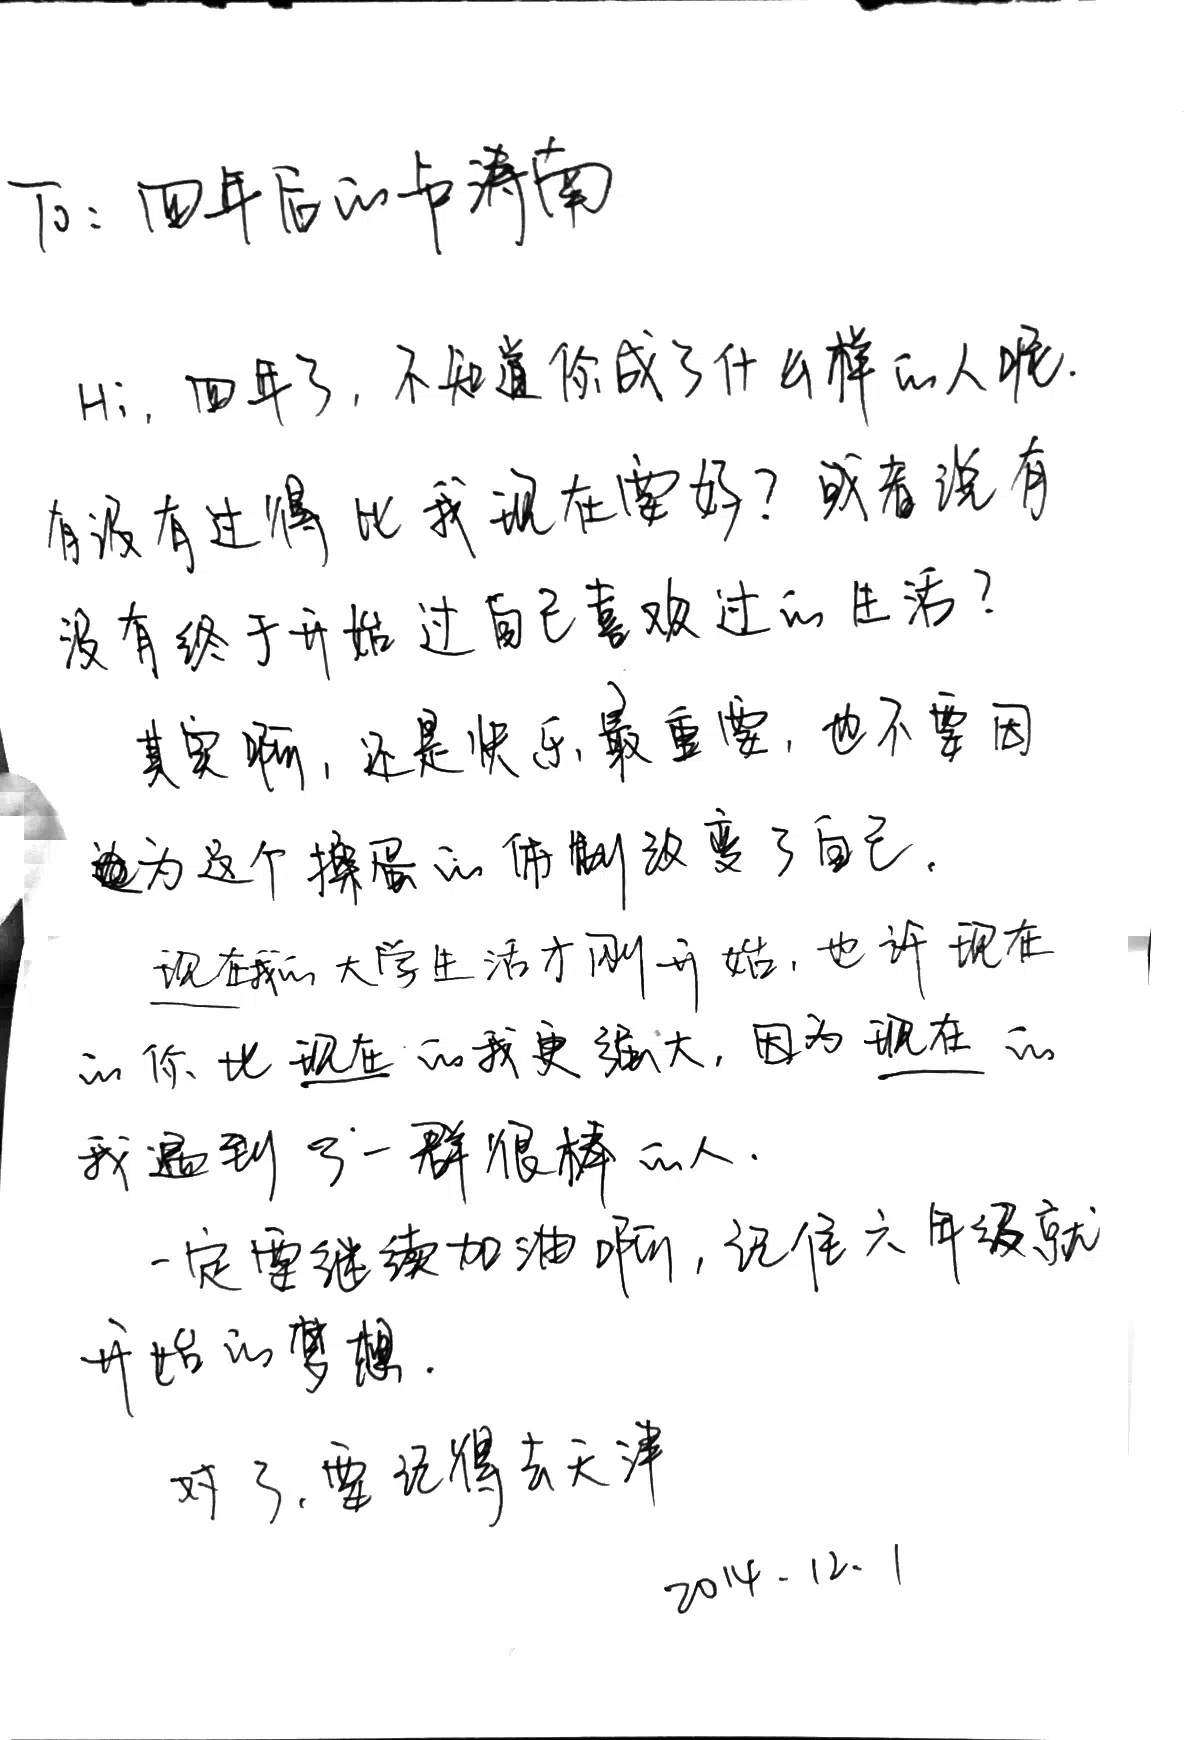 To：四年后的卢涛南
Hi，四年了，不知道你成了什么样的人呢.
有没有过得比我现在要好？或者说有
没有终于开始过自己喜欢过的生活？
其实啊，还是快乐最重要，也不要因
为这个操蛋的体制改变了自己.
现在我的大学生活才刚开始，也许现在
的你比现在的我更强大，因为现在的
我遇到了一群很棒的人.
一定要继续加油啊，记住六年级就
开始的梦想.
对了，要记得去天津
2014.12.1